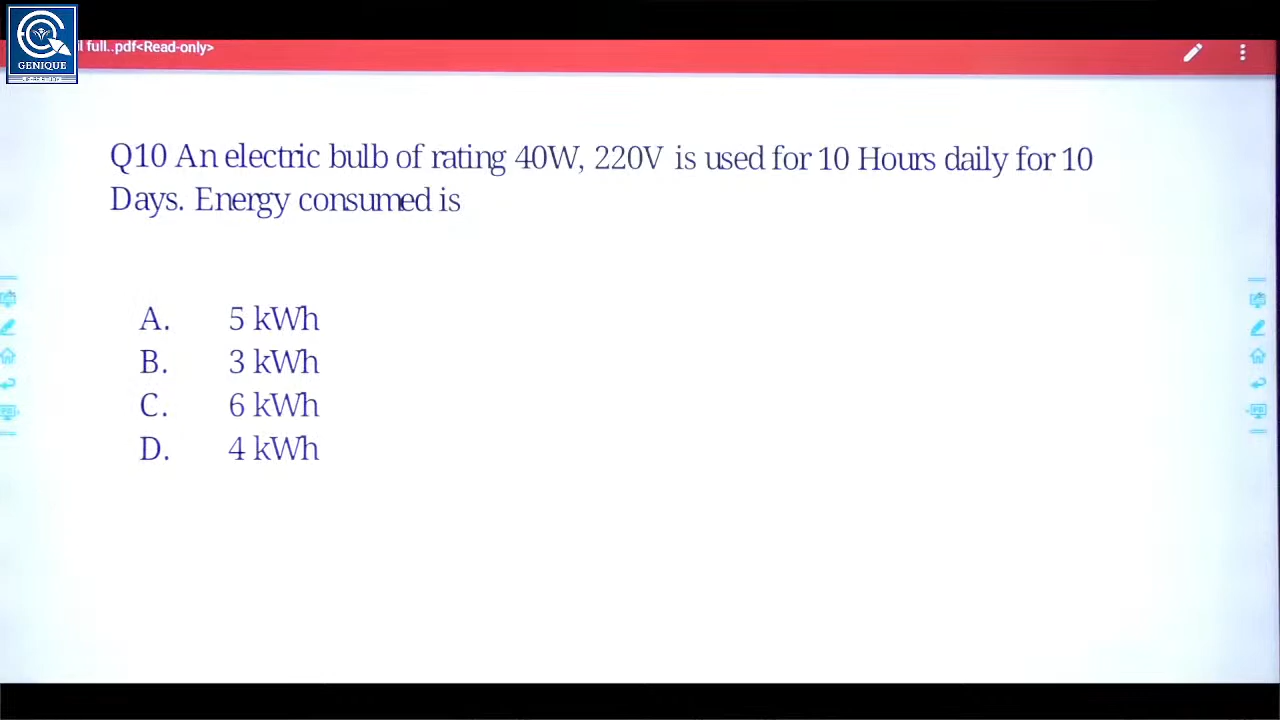 GENIQUE
l full..pdf<Read-only>
Q10 An electric bulb of rating 40W, 220V is used for 10 Hours daily for 10
Days. Energy consumed is
A. 5 kWh
B. 3 kWh
C. 6 kWh
D. 4 kWh